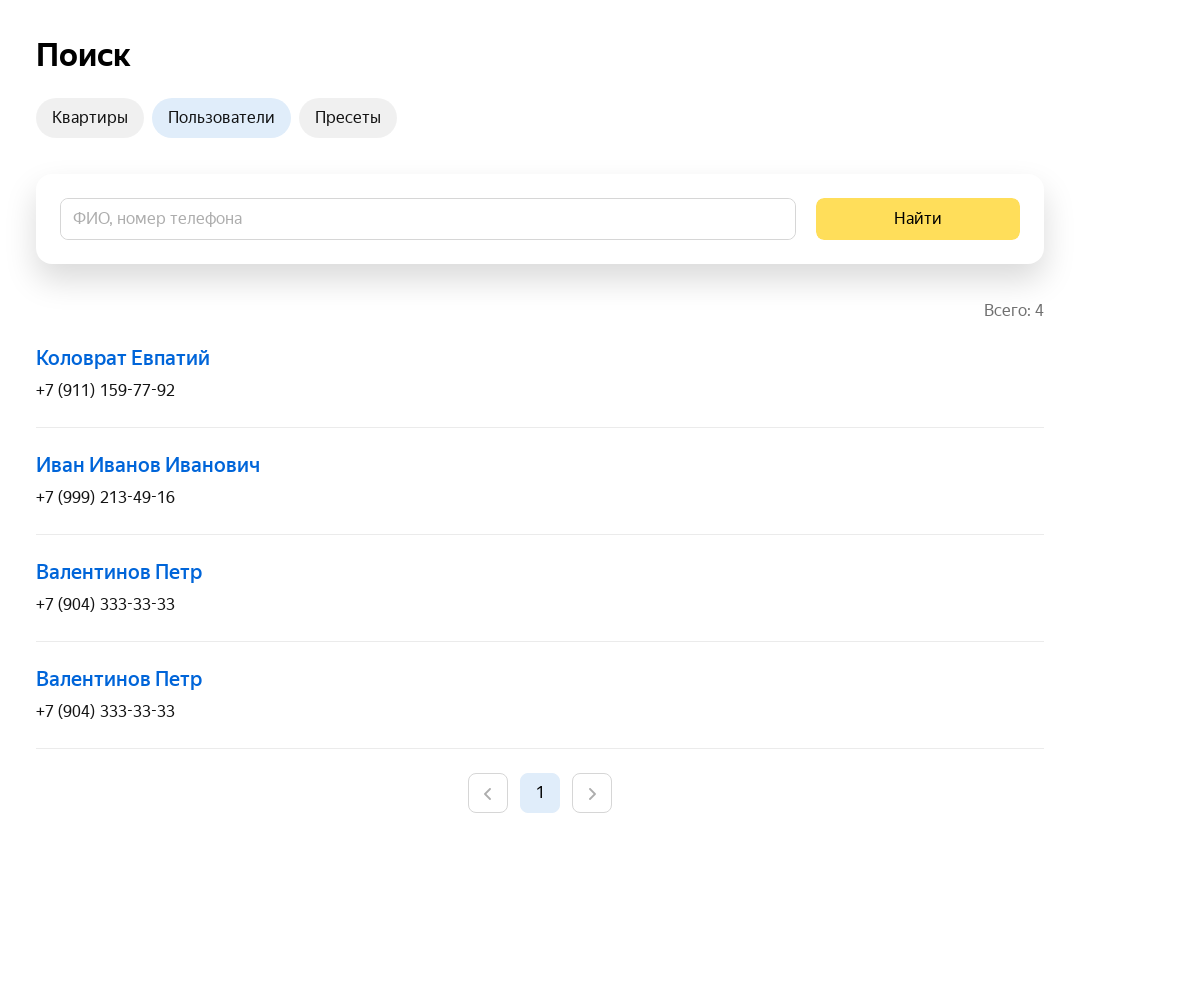 Поиск
Квартиры Пользователи Пресеты
ФИО, номер телефона Найти
Всего: 4
Коловрат Евпатий
+7 (911) 159-77-92
Иван Иванов Иванович
+7 (999) 213-49-16
Валентинов Петр
+7 (904) 333-33-33
Валентинов Петр
+7 (904) 333-33-33
1